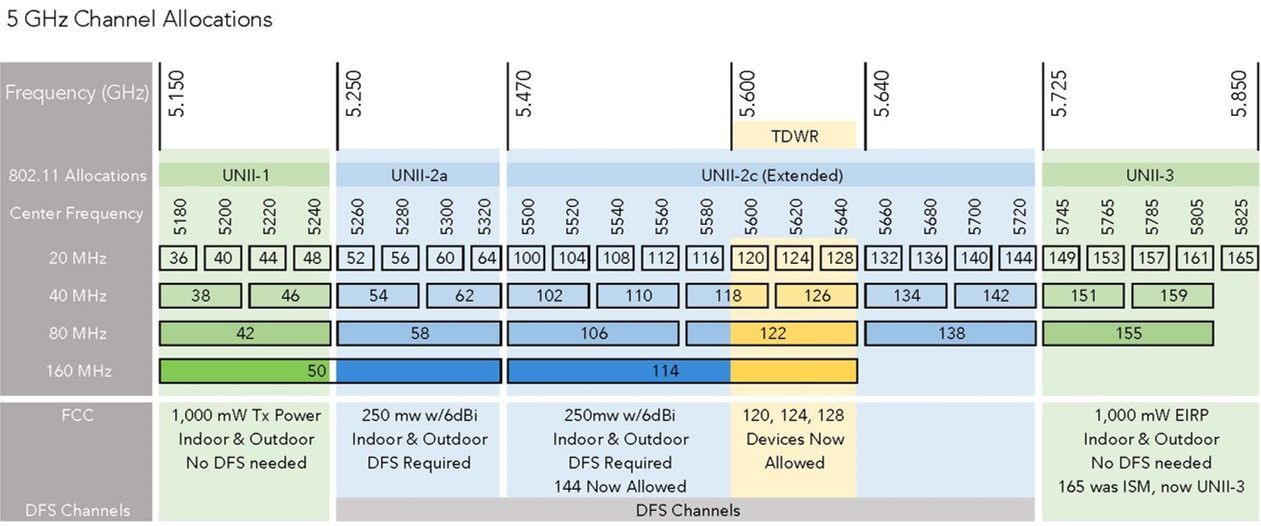 5 GHz Channel Allocations
Frequency (GHz) 5.150 5.250 5.470 5.600 5.640 5.725 5.850
TDWR
802.11 Allocations UNII-1 UNII-2a UNII-2c (Extended) UNII-3
Center Frequency 5180 5200 5220 5240 5260 5280 5300 5320 5500 5520 5540 5560 5580 5600 5620 5640 5660 5680 5700 5720 5745 5765 5785 5805 5825
20 MHz 36 40 44 48 52 56 60 64 100 104 108 112 116 120 124 128 132 136 140 144 149 153 157 161 165
40 MHz 38 46 54 62 102 110 118 126 134 142 151 159
80 MHz 42 58 106 122 138 155
160 MHz 50 114
FCC 1,000 mW Tx Power 250 mw w/6dBi 250mw w/6dBi 120, 124, 128 1,000 mW EIRP
Indoor & Outdoor Indoor & Outdoor Indoor & Outdoor Devices Now Indoor & Outdoor
No DFS needed DFS Required DFS Required Allowed No DFS needed
144 Now Allowed 165 was ISM, now UNII-3
DFS Channels DFS Channels